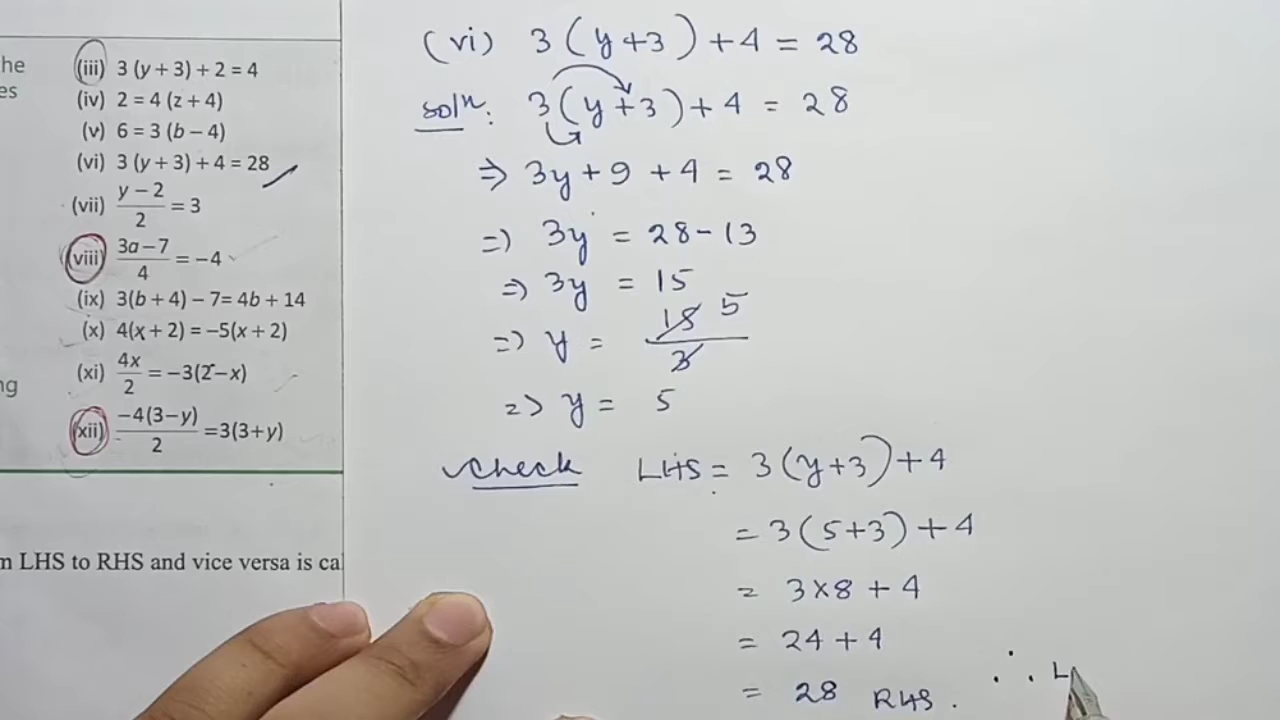 he
es
(iii) 3 (y + 3) + 2 = 4
(iv) 2 = 4 (z + 4)
(v) 6 = 3 (b – 4)
(vi) 3 (y + 3) + 4 = 28
(vii) y – 2 / 2 = 3
(viii) 3a – 7 / 4 = –4
(ix) 3(b + 4) – 7= 4b + 14
(x) 4(x + 2) = –5(x + 2)
(xi) 4x / 2 = –3(2 – x)
(xii) –4(3 – y) / 2 =3(3+y)
ng
m LHS to RHS and vice versa is ca
(vi) 3(y+3)+4 = 28
Solⁿ: 3(y+3)+4 = 28
⇒ 3y+9+4 = 28
⇒ 3y = 28-13
⇒ 3y = 15
⇒ y = 15 / 3 5
⇒ y = 5
Check LHS = 3(y+3)+4
= 3(5+3)+4
= 3×8+4
= 24+4
= 28 RHS.
∴ L